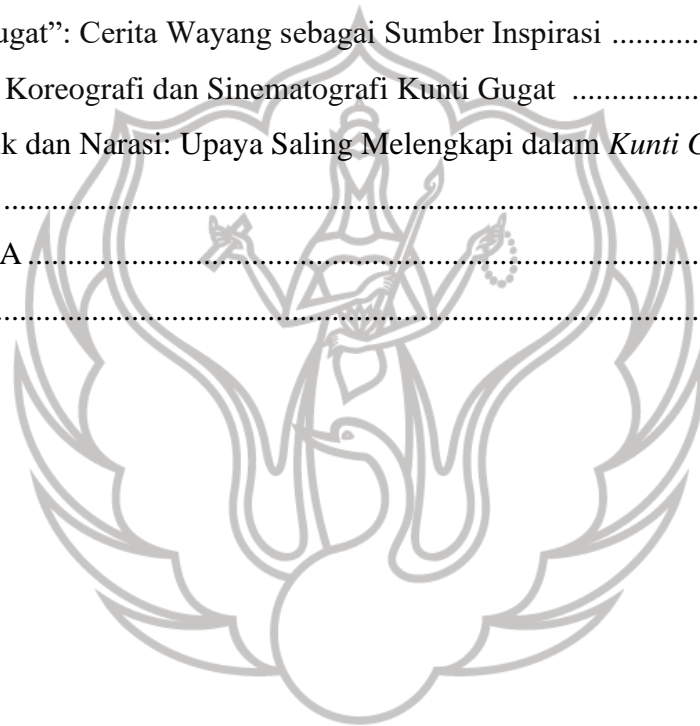 ugat”: Cerita Wayang sebagai Sumber Inspirasi ...........
Koreografi dan Sinematografi Kunti Gugat .................
k dan Narasi: Upaya Saling Melengkapi dalam Kunti G
.......................................................................................
A .....................................................................................
.......................................................................................